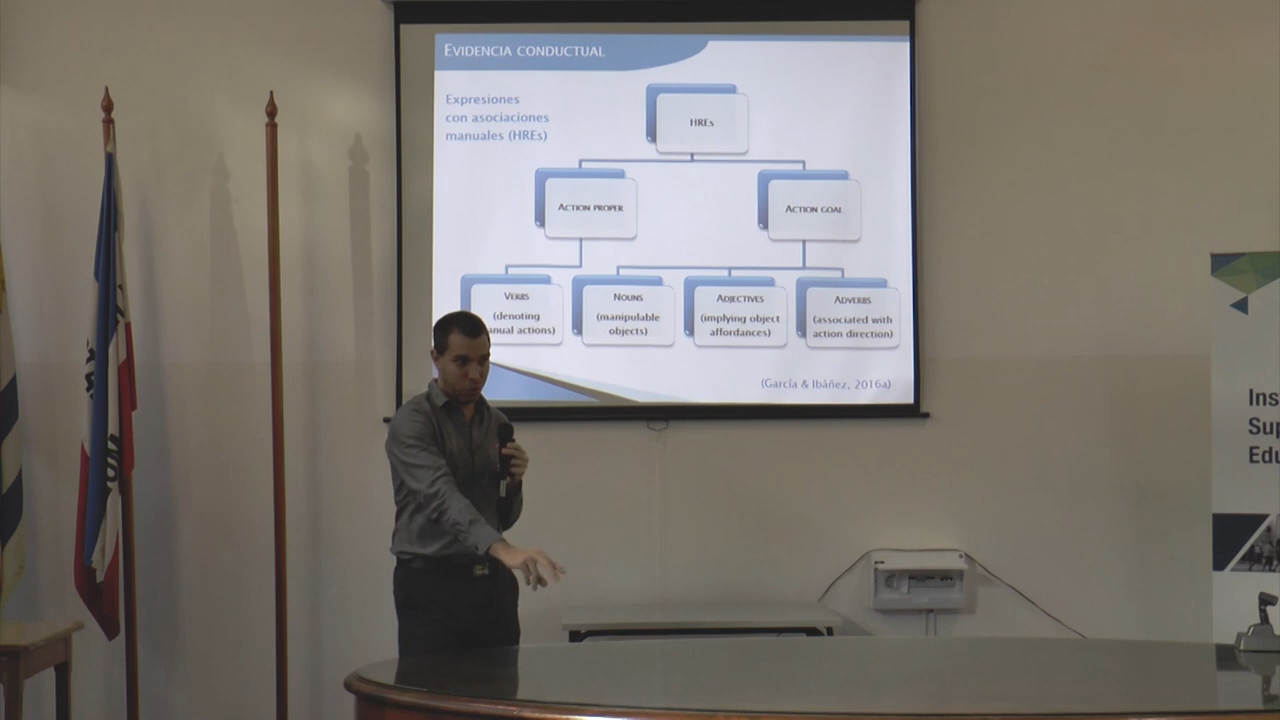 EVIDENCIA CONDUCTUAL
Expresiones
con asociaciones
manuales (HREs)
HREs
ACTION PROPER
ACTION GOAL
VERBS
(denoting
anual actions)
NOUNS
(manipulable
objects)
ADJECTIVES
(implying object
affordances)
ADVERBS
(associated with
action direction)
(García & Ibáñez, 2016a)
Ins
Sup
Edu